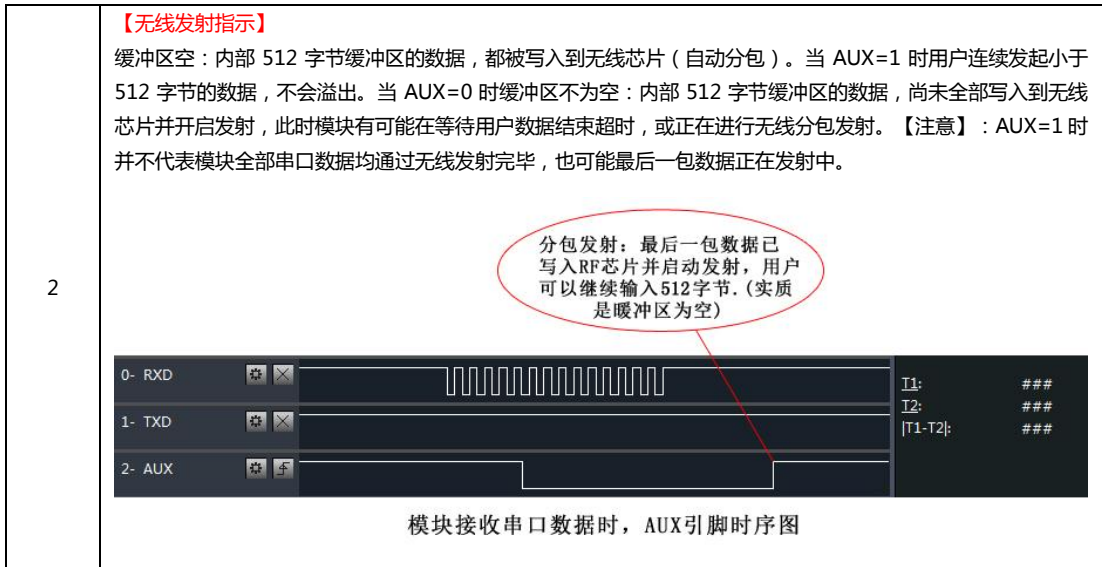 【无线发射指示】
缓冲区空：内部 512 字节缓冲区的数据，都被写入到无线芯片（自动分包）。当 AUX=1 时用户连续发起小于
512 字节的数据，不会溢出。当 AUX=0 时缓冲区不为空：内部 512 字节缓冲区的数据，尚未全部写入到无线
芯片并开启发射，此时模块有可能在等待用户数据结束超时，或正在进行无线分包发射。【注意】：AUX=1 时
并不代表模块全部串口数据均通过无线发射完毕，也可能最后一包数据正在发射中。
2
分包发射：最后一包数据已
写入RF芯片并启动发射，用户
可以继续输入512字节.(实质
是暖冲区为空)
0- RXD
1- TXD
2- AUX
T1: ###
T2: ###
|T1-T2|: ###
模块接收串口数据时，AUX引脚时序图